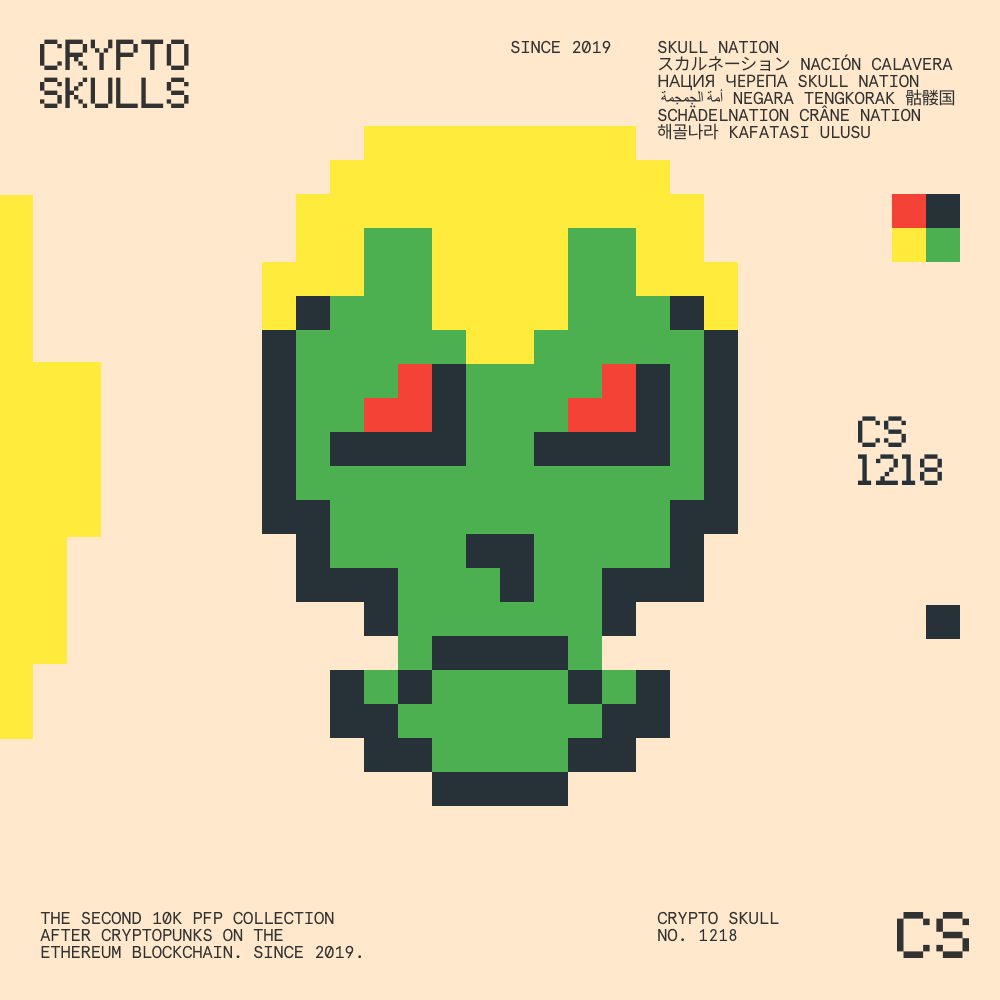 CRYPTO
SKULLS
SINCE 2019
SKULL NATION
スカルネーション NACIÓN CALAVERA
НАЦИЯ ЧЕРЕПА SKULL NATION
أمة الجمجمة NEGARA TENGKORAK 骷髅国
SCHÄDELNATION CRÂNE NATION
해골나라 KAFATASI ULUSU
CS
1218
THE SECOND 10K PFP COLLECTION
AFTER CRYPTOPUNKS ON THE
ETHEREUM BLOCKCHAIN. SINCE 2019.
CRYPTO SKULL
NO. 1218
CS